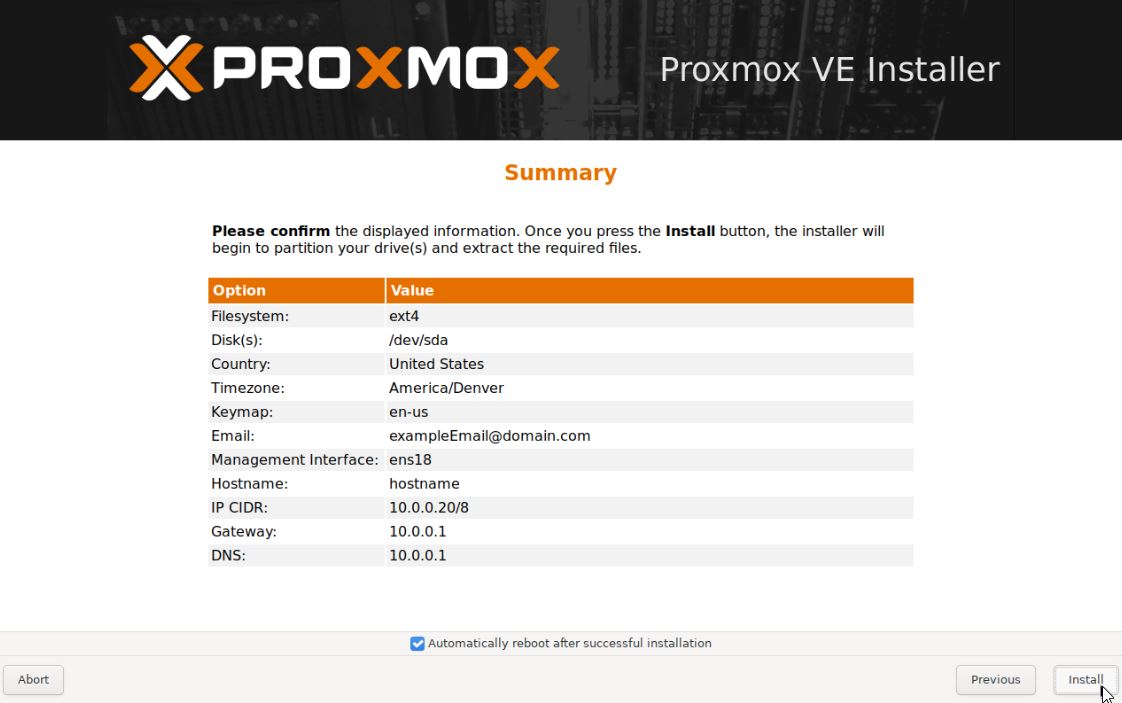 PROXMOX
Proxmox VE Installer
Summary
Please confirm the displayed information. Once you press the Install button, the installer will
begin to partition your drive(s) and extract the required files.
Option Value
Filesystem: ext4
Disk(s): /dev/sda
Country: United States
Timezone: America/Denver
Keymap: en-us
Email: exampleEmail@domain.com
Management Interface: ens18
Hostname: hostname
IP CIDR: 10.0.0.20/8
Gateway: 10.0.0.1
DNS: 10.0.0.1
Automatically reboot after successful installation
Abort Previous Install